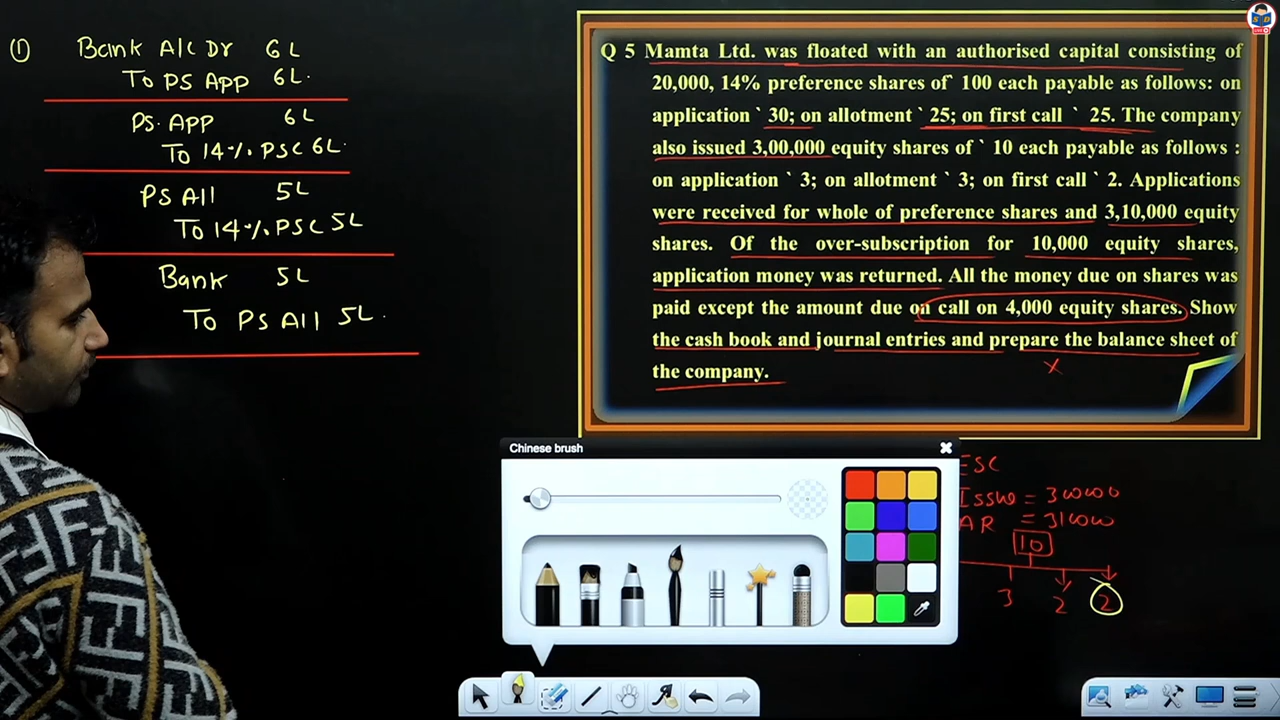 (1) Bank A/C Dr 6L
To PS App 6L.
Ps. App 6L
To 14% PSC 6L.
PS All 5L
To 14% PSC 5L
Bank 5L
To PS All 5L.
Q 5 Mamta Ltd. was floated with an authorised capital consisting of
20,000, 14% preference shares of ` 100 each payable as follows: on
application ` 30; on allotment ` 25; on first call ` 25. The company
also issued 3,00,000 equity shares of ` 10 each payable as follows :
on application ` 3; on allotment ` 3; on first call ` 2. Applications
were received for whole of preference shares and 3,10,000 equity
shares. Of the over-subscription for 10,000 equity shares,
application money was returned. All the money due on shares was
paid except the amount due on call on 4,000 equity shares. Show
the cash book and journal entries and prepare the balance sheet of
the company.
x
SD
Chinese brush
ESC
Issue = 300000
AR = 310000
10
3 2 2